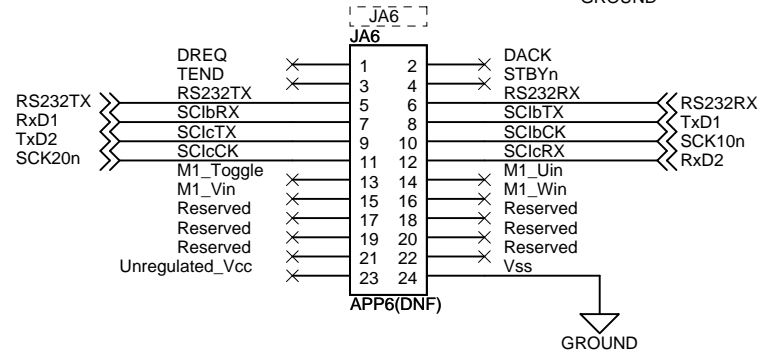 GROUND
JA6
JA6
DREQ 1 2 DACK
TEND 3 4 STBYn
RS232TX RS232TX 5 6 RS232RX RS232RX
RxD1 SCIbRX 7 8 SCIbTX TxD1
TxD2 SCIcTX 9 10 SCIbCK SCK10n
SCK20n SCIcCK 11 12 SCIcRX RxD2
M1_Toggle 13 14 M1_Uin
M1_Vin 15 16 M1_Win
Reserved 17 18 Reserved
Reserved 19 20 Reserved
Reserved 21 22 Reserved
Unregulated_Vcc 23 24 Vss
APP6(DNF)
GROUND